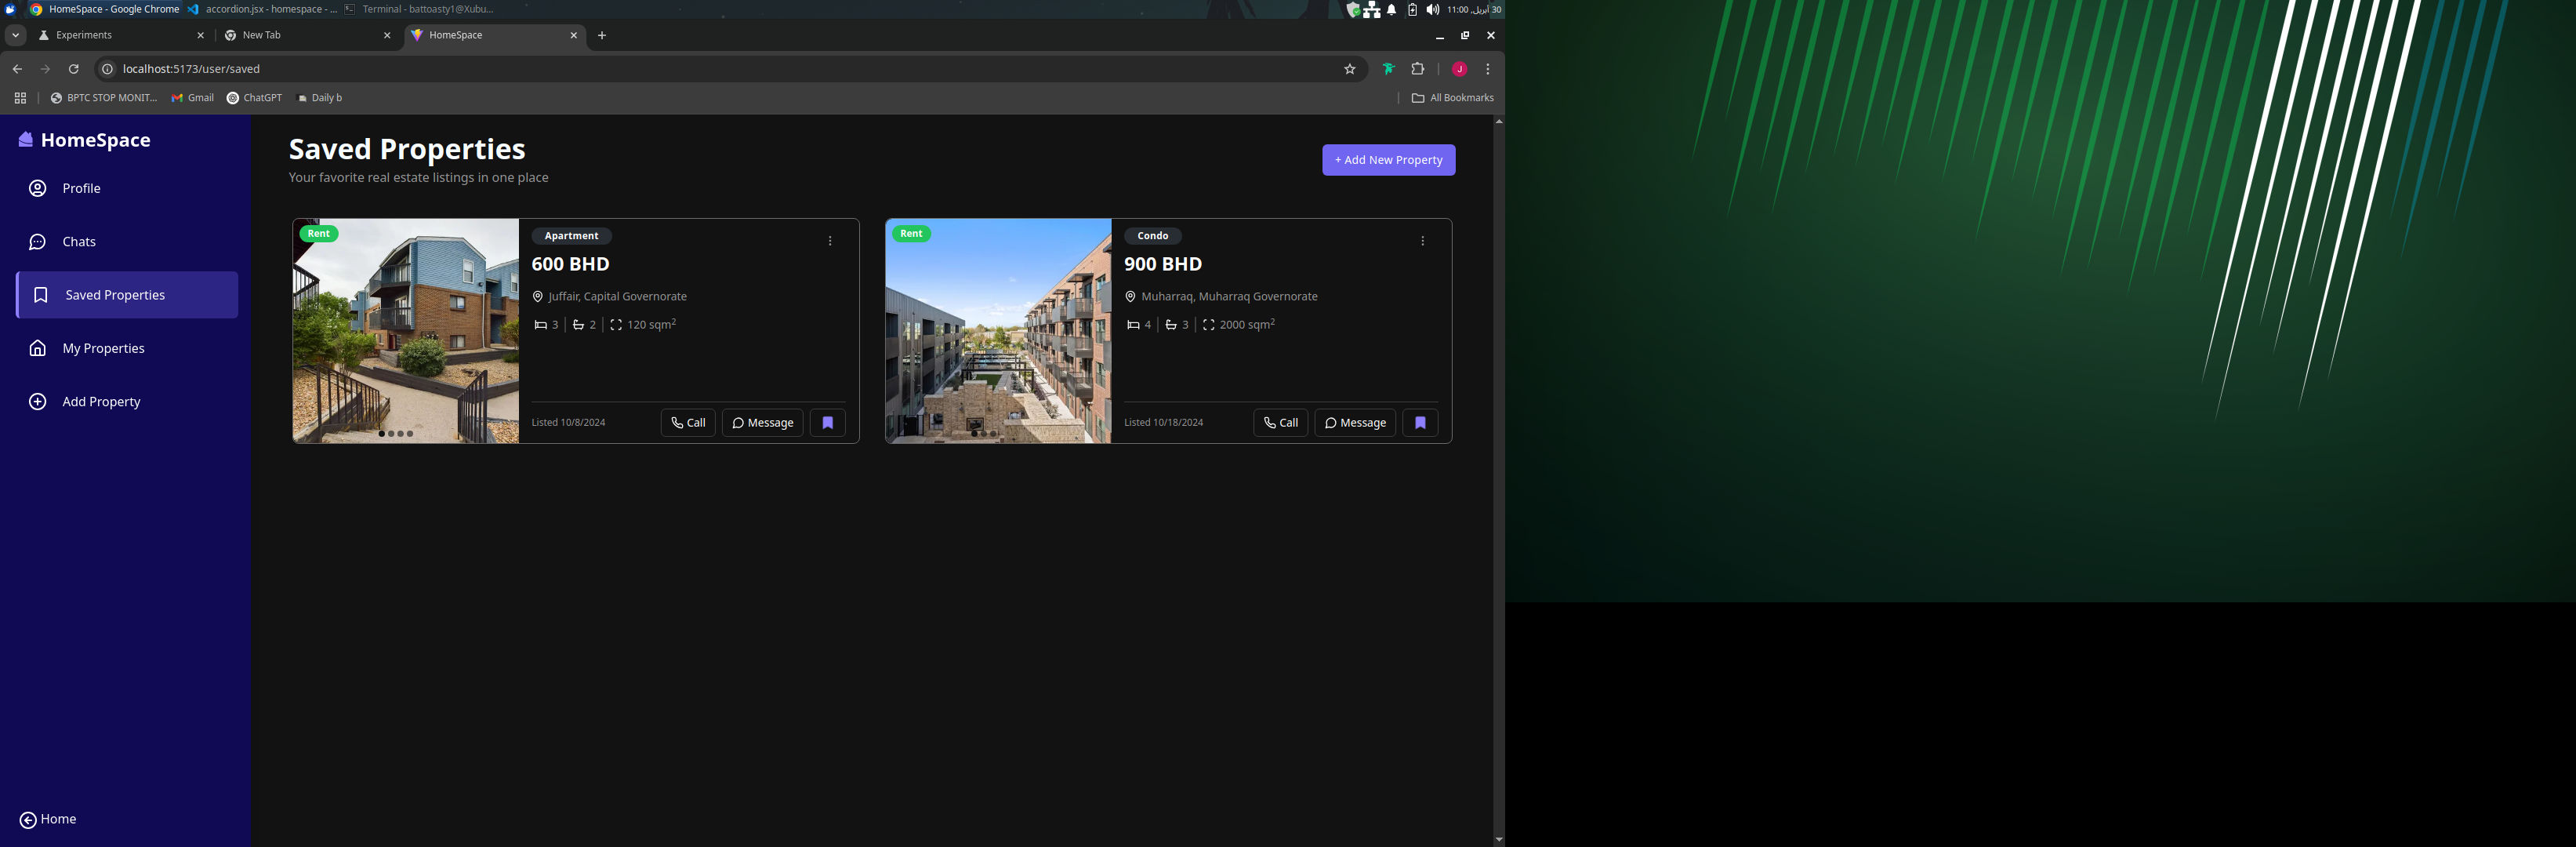 HomeSpace - Google Chrome
accordion.jsx - homespace - ...
Terminal - battoasty1@Xubu...
30 أبريل, 11:00
Experiments
New Tab
HomeSpace
localhost:5173/user/saved
J
BPTC STOP MONIT...
Gmail
ChatGPT
Daily b
All Bookmarks
HomeSpace
Profile
Chats
Saved Properties
My Properties
Add Property
Home
Saved Properties
Your favorite real estate listings in one place
+ Add New Property
Rent
Apartment
600 BHD
Juffair, Capital Governorate
3 | 2 | 120 sqm²
Listed 10/8/2024
Call
Message
Rent
Condo
900 BHD
Muharraq, Muharraq Governorate
4 | 3 | 2000 sqm²
Listed 10/18/2024
Call
Message